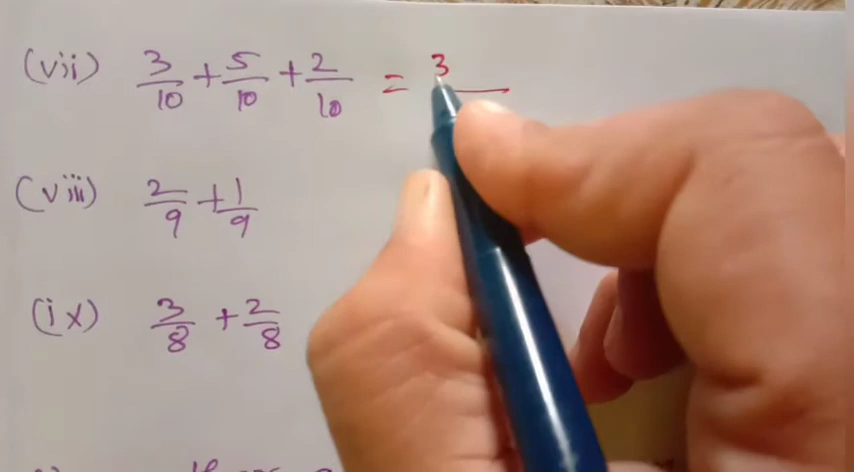 (vii) 3/10 + 5/10 + 2/10 = 3
(viii) 2/9 + 1/9
(ix) 3/8 + 2/8